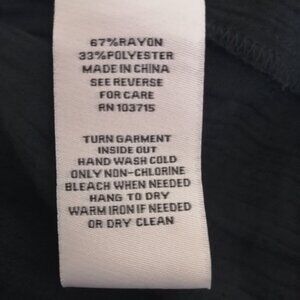 67%RAYON
33%POLYESTER
MADE IN CHINA
SEE REVERSE
FOR CARE
RN 103715
TURN GARMENT
INSIDE OUT
HAND WASH COLD
ONLY NON-CHLORINE
BLEACH WHEN NEEDED
HANG TO DRY
WARM IRON IF NEEDED
OR DRY CLEAN